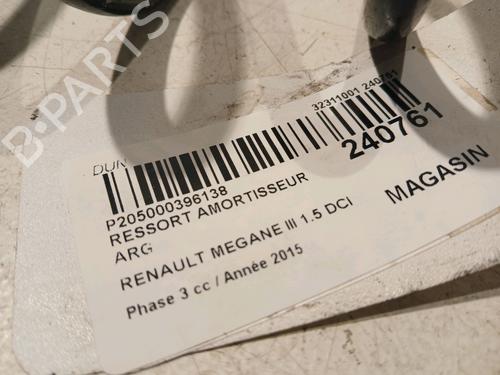 B·PARTS
DUN
32311001 240761
240761
P205000396138
RESSORT AMORTISSEUR
ARG
RENAULT MEGANE III 1.5 DCI
MAGASIN
Phase 3 cc / Année 2015